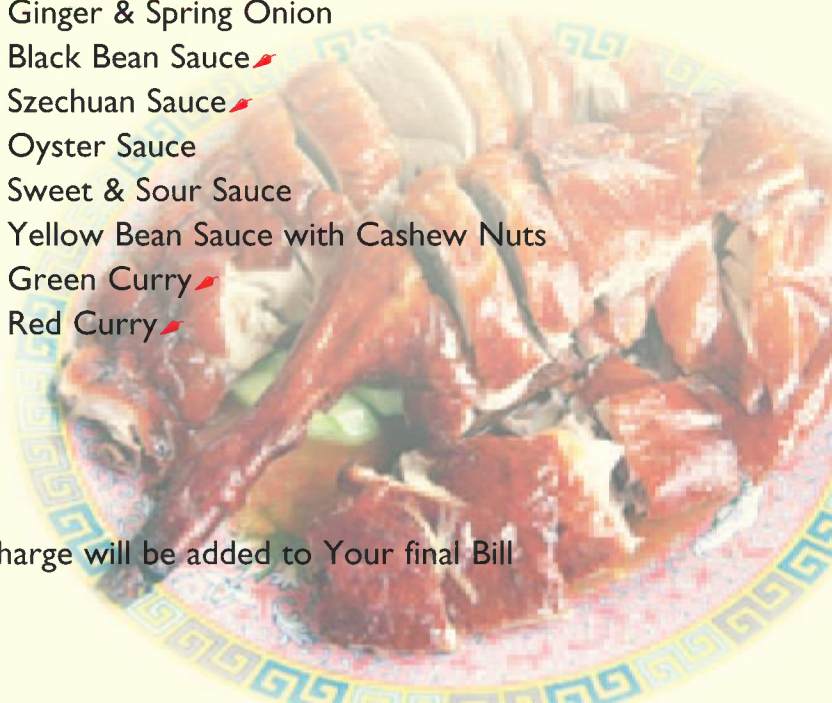 Ginger & Spring Onion
Black Bean Sauce
Szechuan Sauce
Oyster Sauce
Sweet & Sour Sauce
Yellow Bean Sauce with Cashew Nuts
Green Curry
Red Curry
will be added to Your final Bill